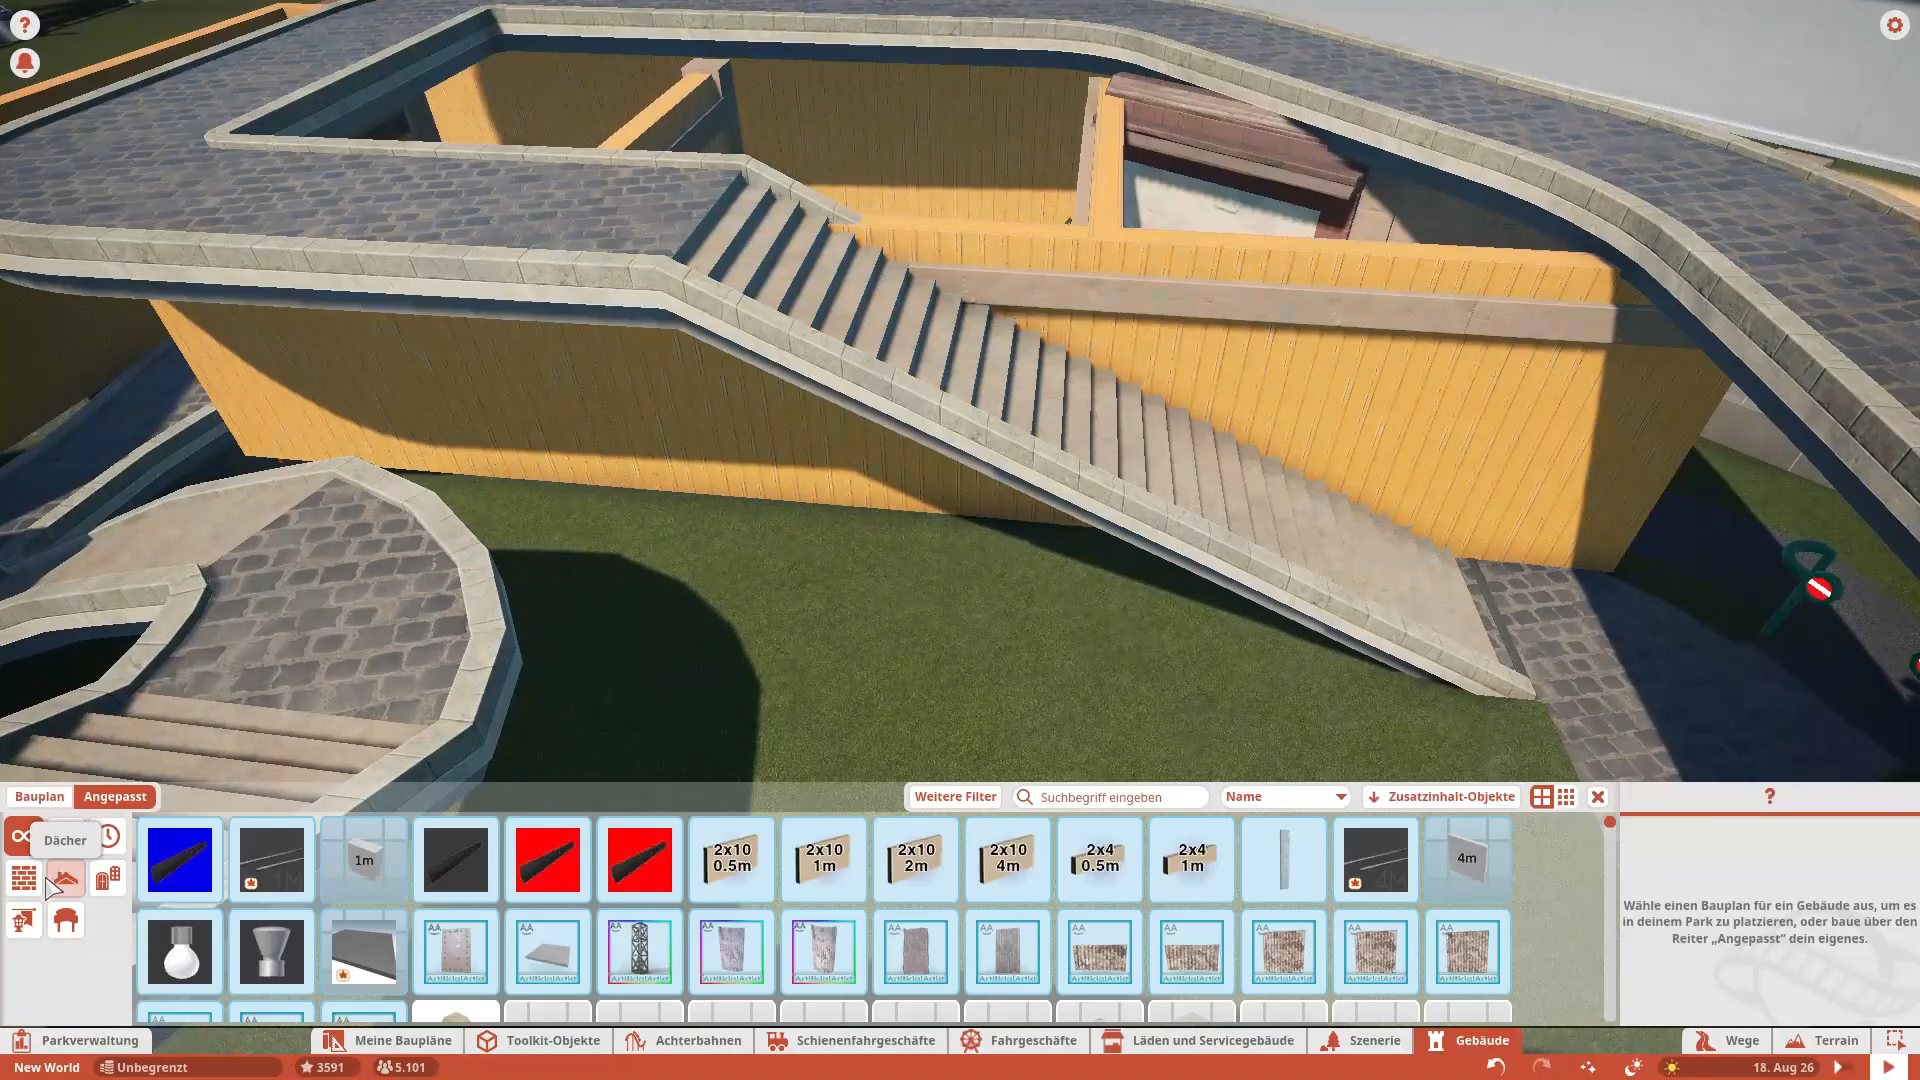 Bauplan
Angepasst
Weitere Filter
Suchbegriff eingeben
Name
Zusatzinhalt-Objekte
?
Dächer
1m
2x10
0.5m
2x10
1m
2x10
2m
2x10
4m
2x4
0.5m
2x4
1m
4m
Wähle einen Bauplan für ein Gebäude aus, um es
in deinem Park zu platzieren, oder baue über den
Reiter „Angepasst“ dein eigenes.
Parkverwaltung
Meine Baupläne
Toolkit-Objekte
Achterbahnen
Schienenfahrgeschäfte
Fahrgeschäfte
Läden und Servicegebäude
Szenerie
Gebäude
Wege
Terrain
New World
Unbegrenzt
3591
5.101
18. Aug 26